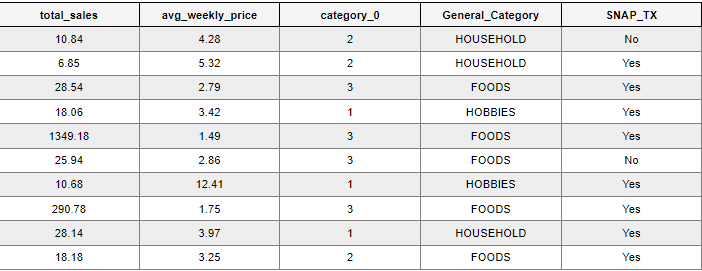 total_sales avg_weekly_price category_0 General_Category SNAP_TX
10.84 4.28 2 HOUSEHOLD No
6.85 5.32 2 HOUSEHOLD Yes
28.54 2.79 3 FOODS Yes
18.06 3.42 1 HOBBIES Yes
1349.18 1.49 3 FOODS Yes
25.94 2.86 3 FOODS No
10.68 12.41 1 HOBBIES Yes
290.78 1.75 3 FOODS Yes
28.14 3.97 1 HOUSEHOLD Yes
18.18 3.25 2 FOODS Yes